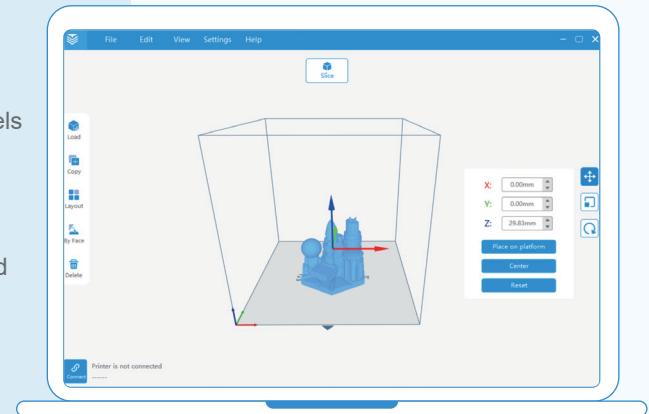 els
d
File Edit View Settings Help
Slice
Load
Copy
Layout
By Face
Delete
X: 0.00mm
Y: 0.00mm
Z: 29.83mm
Place on platform
Center
Reset
Connect
Printer is not connected
------